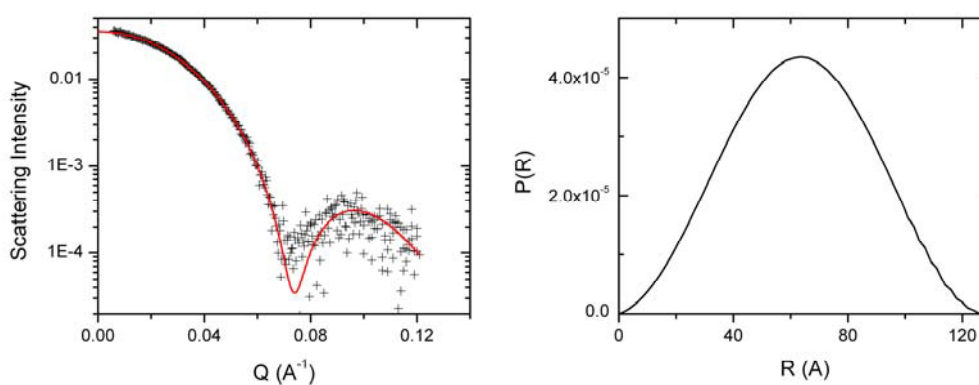 0.01
1E-3
1E-4
Scattering Intensity
0.00 0.04 0.08 0.12
Q (A⁻¹)
4.0x10⁻⁵
2.0x10⁻⁵
0.0
P(R)
0 40 80 120
R (A)